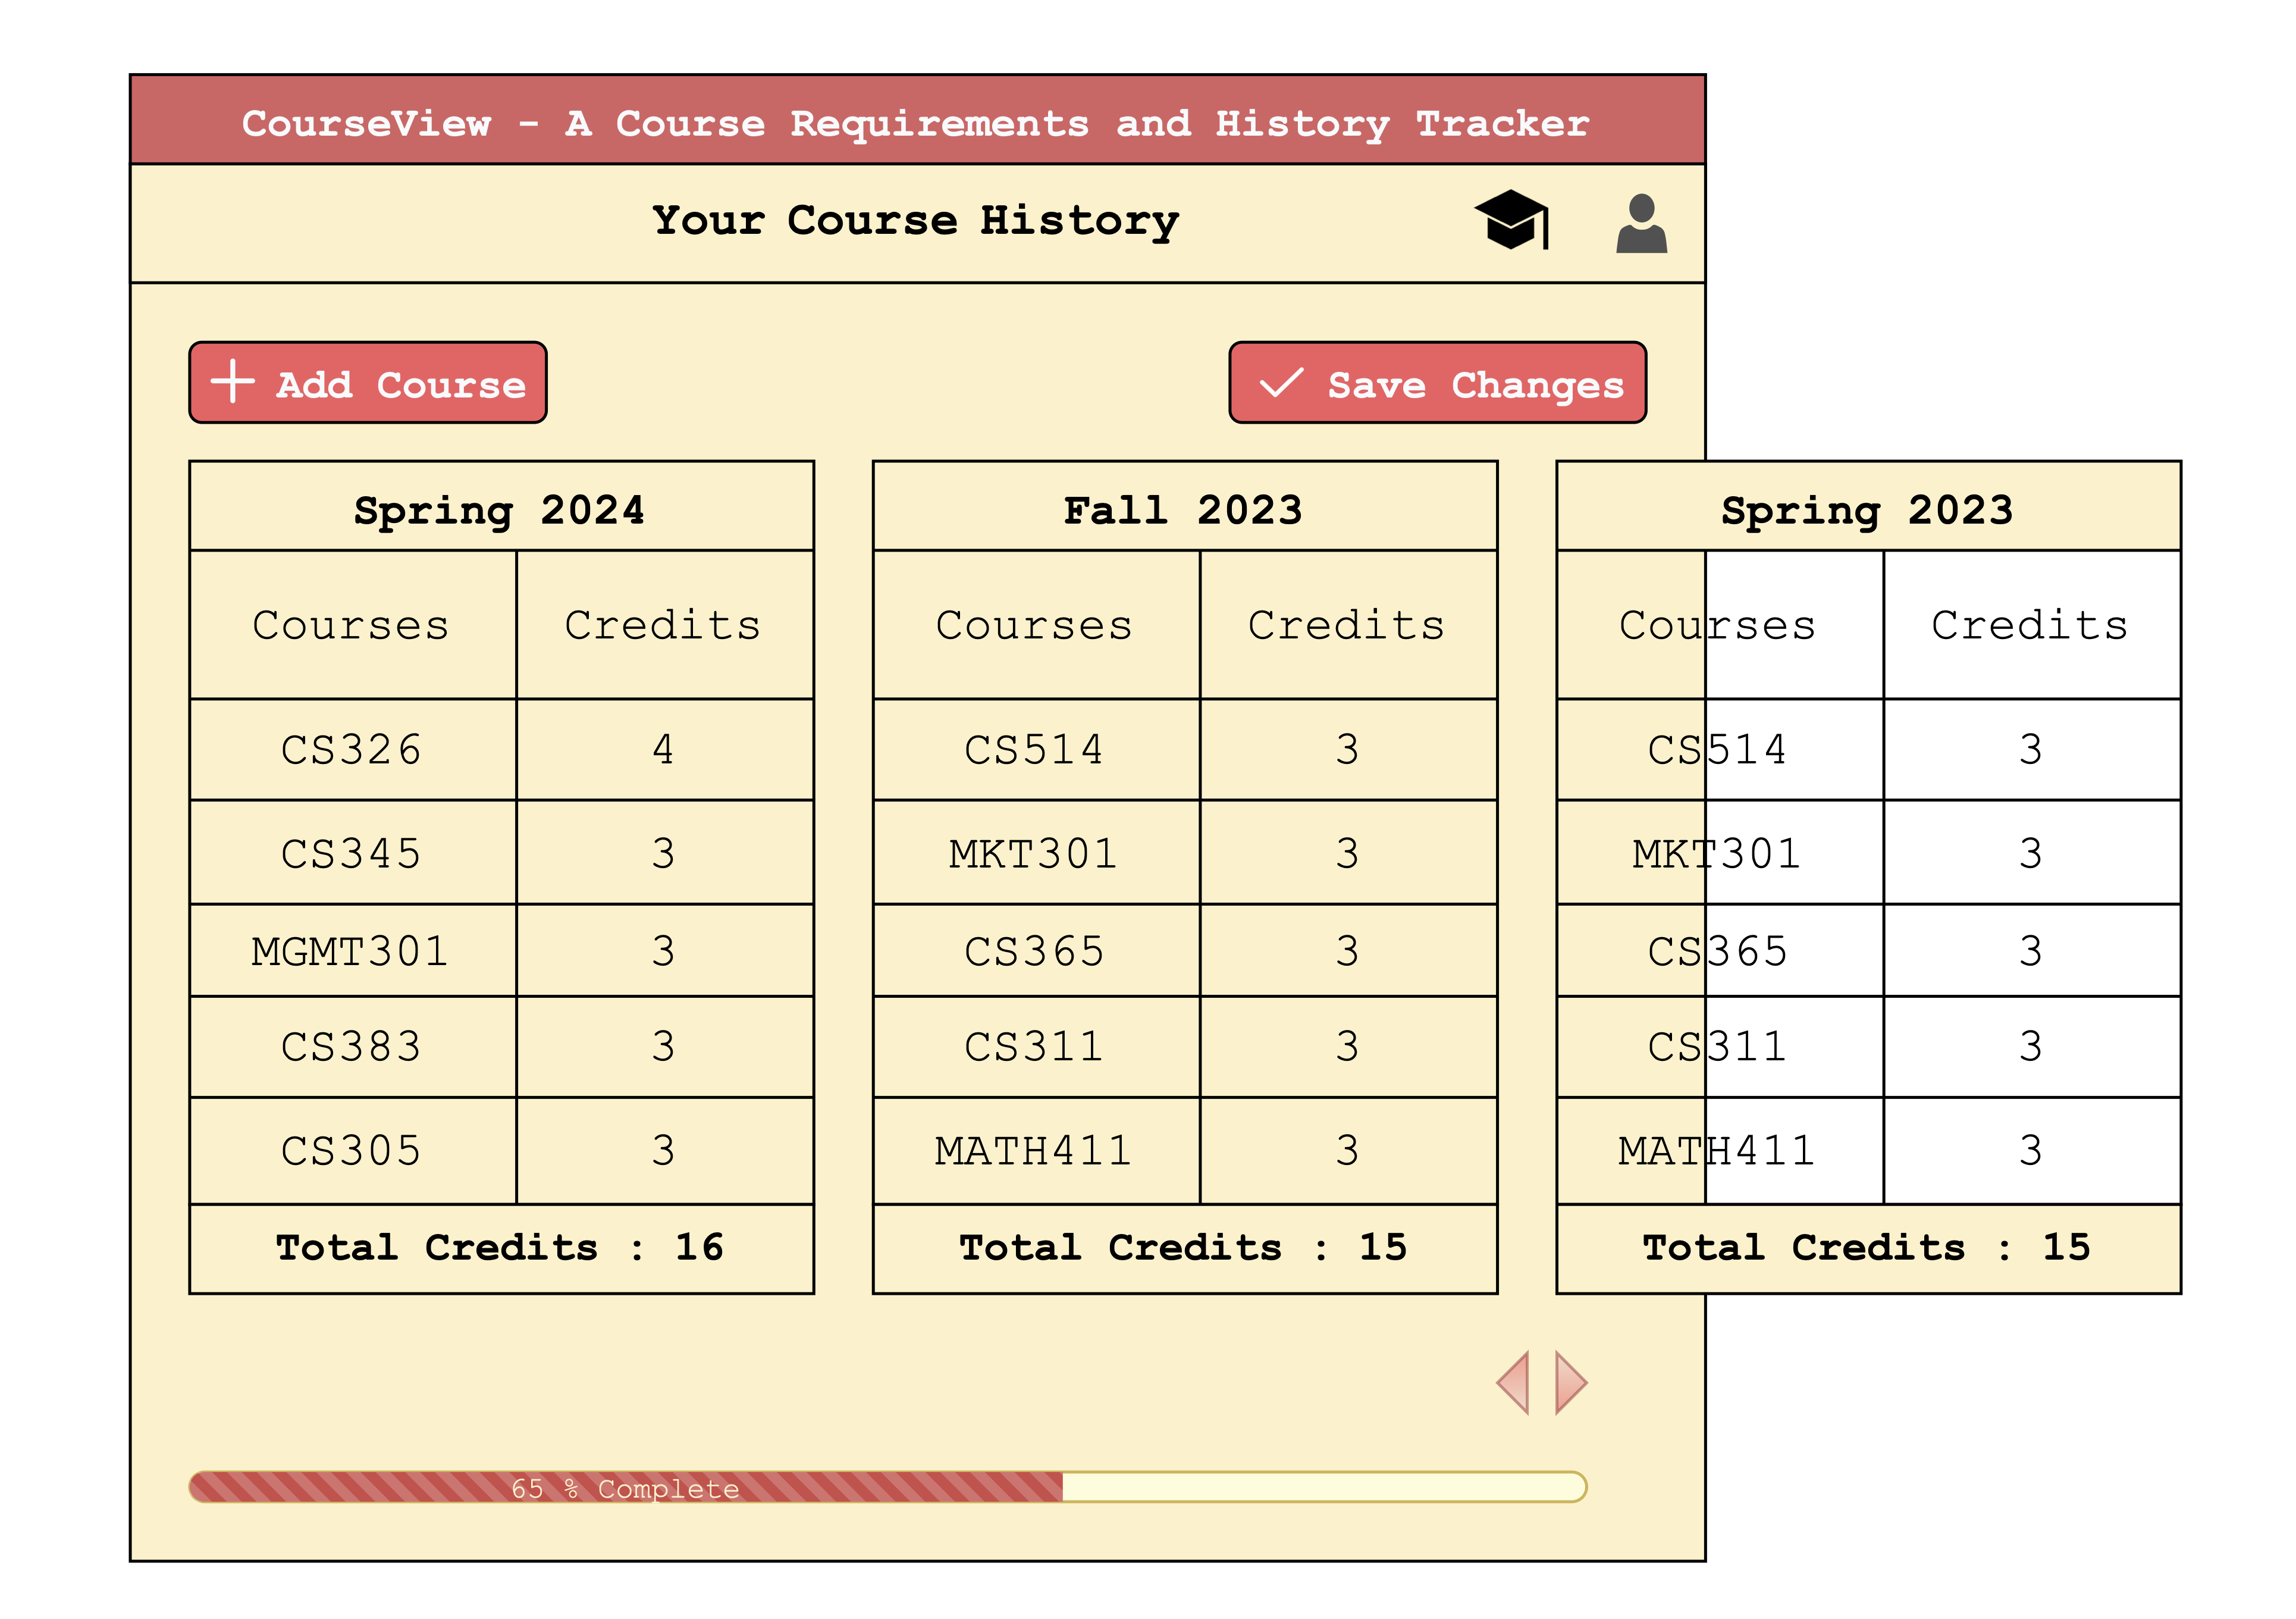 CourseView - A Course Requirements and History Tracker
Your Course History
Add Course
Save Changes
Spring 2024
Courses Credits
CS326 4
CS345 3
MGMT301 3
CS383 3
CS305 3
Total Credits : 16
Fall 2023
Courses Credits
CS514 3
MKT301 3
CS365 3
CS311 3
MATH411 3
Total Credits : 15
Spring 2023
Courses Credits
CS514 3
MKT301 3
CS365 3
CS311 3
MATH411 3
Total Credits : 15
65 % Complete